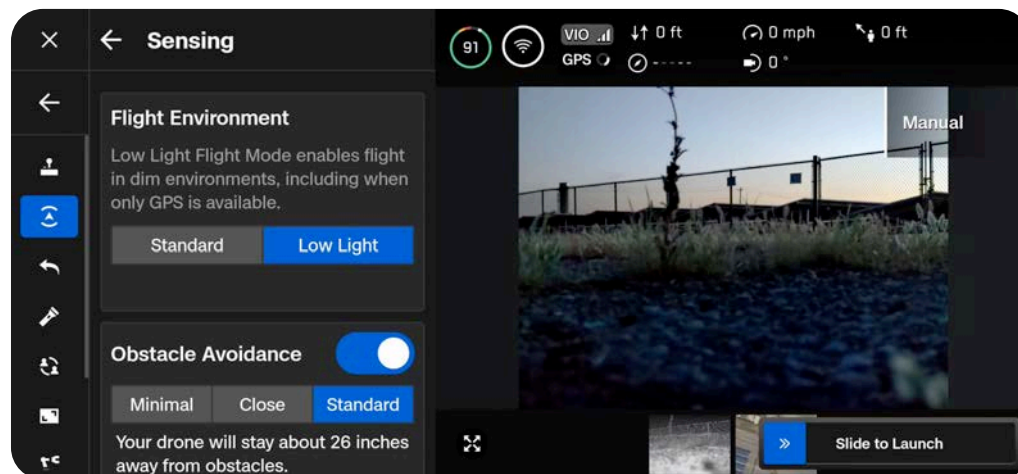 Sensing
Flight Environment
Low Light Flight Mode enables flight
in dim environments, including when
only GPS is available.
Standard
Low Light
Obstacle Avoidance
Minimal
Close
Standard
Your drone will stay about 26 inches
away from obstacles.
91
VIO
0 ft
0 mph
0 ft
GPS
-----
0 °
Manual
Slide to Launch